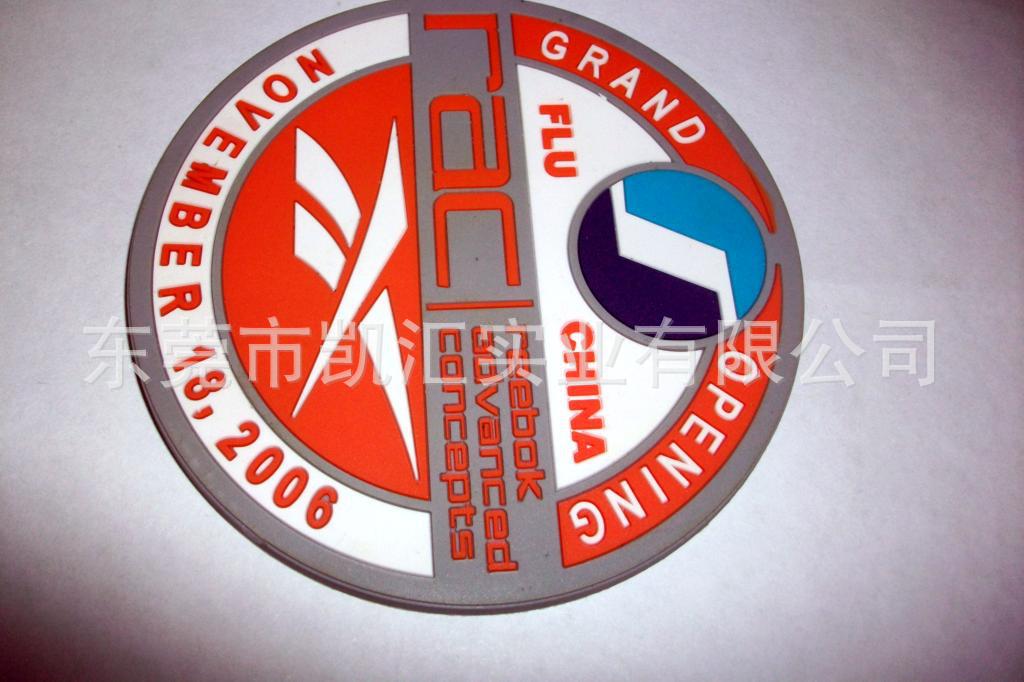 GRAND OPENING
FLU CHINA
rac
reebok
advanced
concepts
NOVEMBER 18, 2006
东莞市凯汇实业有限公司